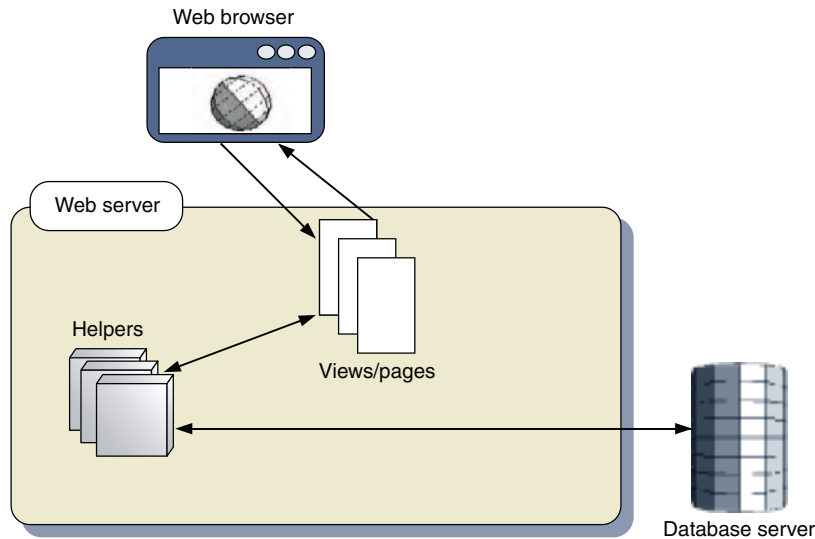 Web browser
Web server
Helpers
Views/pages
Database server